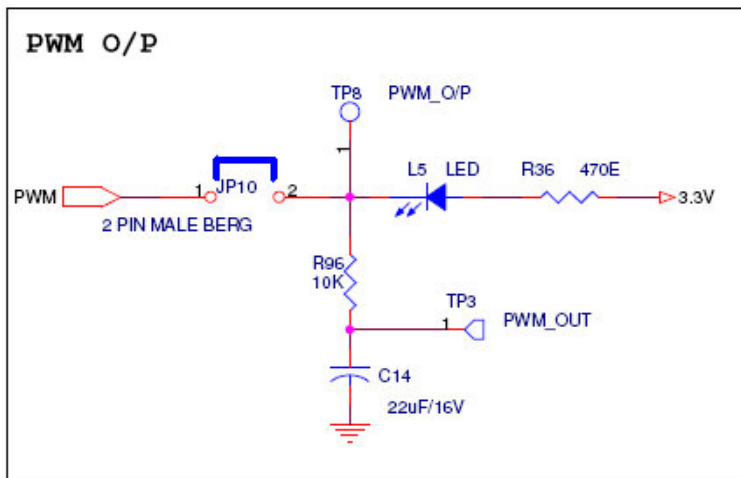 PWM O/P
TP8 PWM_O/P
1
L5 LED R36 470E
PWM 1 JP10 2 3.3V
2 PIN MALE BERG
R96
10K
TP3
1 PWM_OUT
C14
22uF/16V